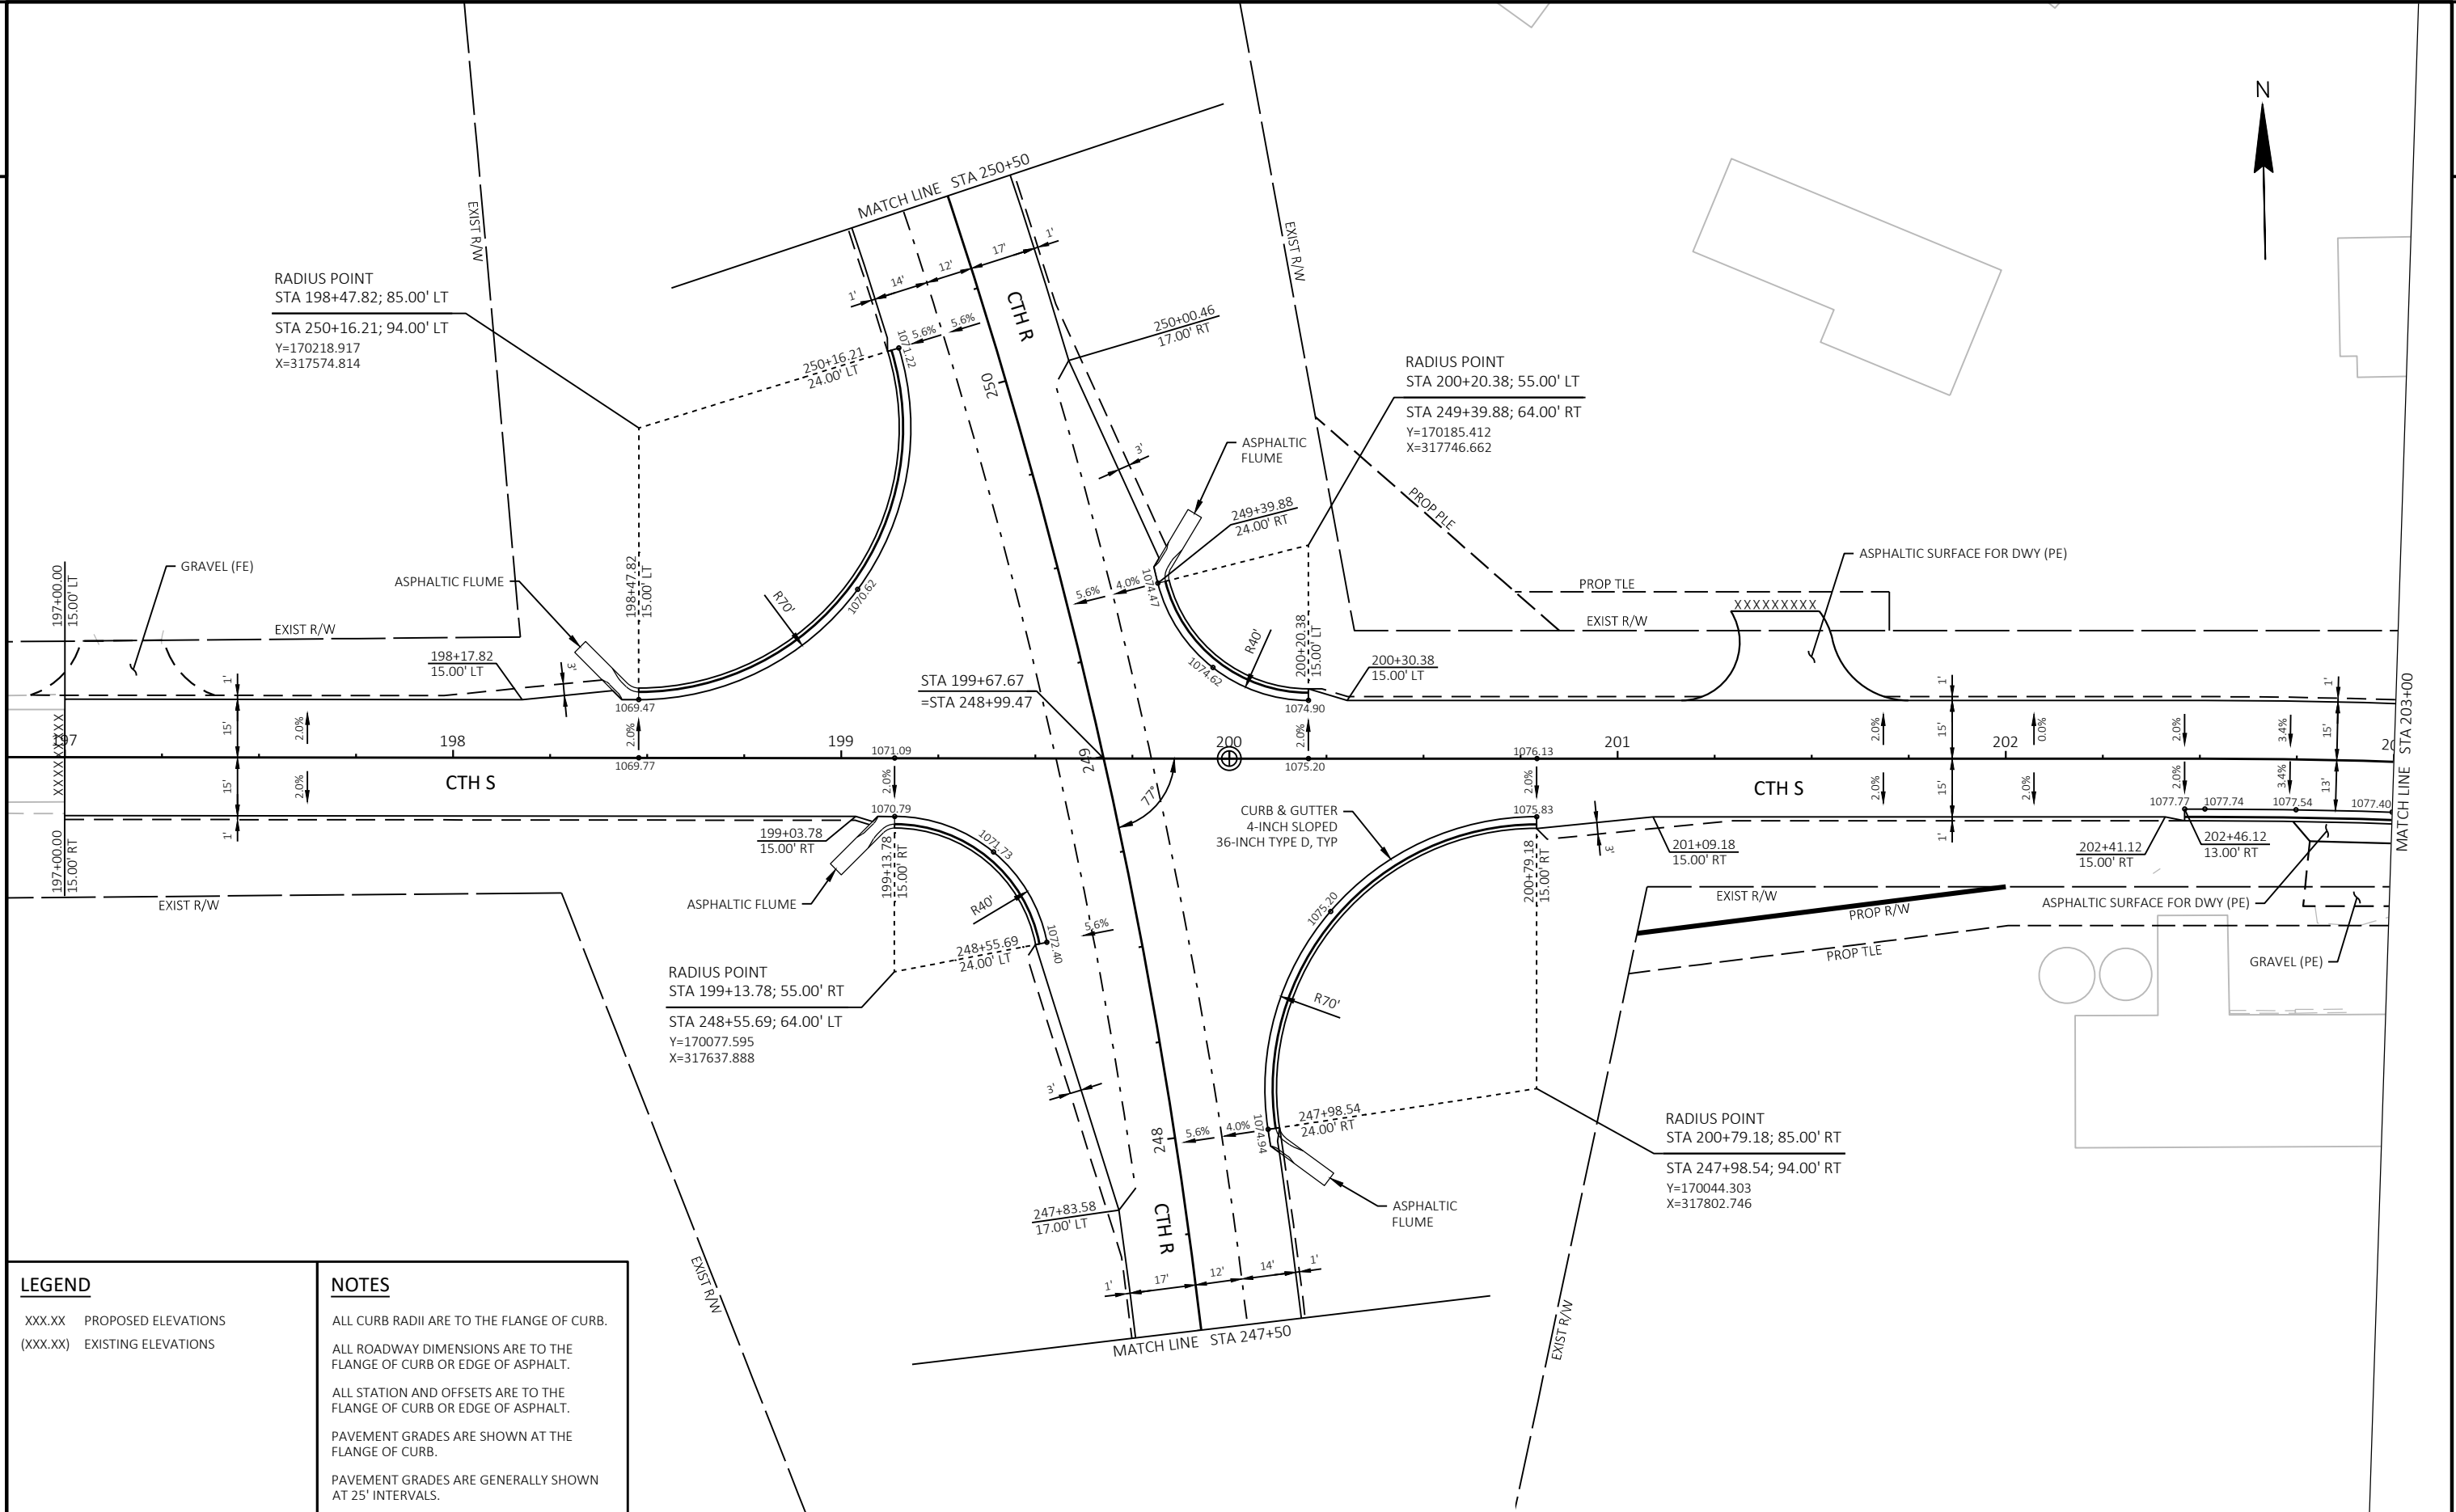 N
MATCH LINE STA 250+50
EXIST R/W
EXIST R/W
1'
14'
12'
17'
1'
CTH R
5.6%
5.6%
1071.22
RADIUS POINT
STA 198+47.82; 85.00' LT
STA 250+16.21; 94.00' LT
Y=170218.917
X=317574.814
250+16.21
24.00' LT
250
250+00.46
17.00' RT
RADIUS POINT
STA 200+20.38; 55.00' LT
STA 249+39.88; 64.00' RT
Y=170185.412
X=317746.662
ASPHALTIC
FLUME
3'
249+39.88
24.00' RT
PROP PLE
5.6%
4.0%
1074.47
PROP TLE
EXIST R/W
XXXXXXXXX
ASPHALTIC SURFACE FOR DWY (PE)
197+00.00
15.00' LT
GRAVEL (FE)
ASPHALTIC FLUME
EXIST R/W
198+47.82
15.00' LT
R70'
1070.62
198+17.82
15.00' LT
3'
1'
1069.47
STA 199+67.67
=STA 248+99.47
1074.62
R40'
200+20.38
15.00' LT
200+30.38
15.00' LT
1074.90
1'
1'
15'
2.0%
2.0%
2.0%
2.0%
15'
0.0%
2.0%
3.4%
15'
197
198
199
200
201
202
20
XXXXXXXXXX
CTH S
1069.77
1071.09
249
77°
1075.20
1076.13
CTH S
MATCH LINE STA 203+00
15'
2.0%
2.0%
2.0%
2.0%
15'
2.0%
2.0%
3.4%
13'
1'
197+00.00
15.00' RT
EXIST R/W
1070.79
199+03.78
15.00' RT
199+13.78
15.00' RT
1071.73
R40'
ASPHALTIC FLUME
CURB & GUTTER
4-INCH SLOPED
36-INCH TYPE D, TYP
1075.83
3'
200+79.18
15.00' RT
201+09.18
15.00' RT
1'
1077.77
1077.74
1077.54
1077.40
202+41.12
15.00' RT
202+46.12
13.00' RT
EXIST R/W
PROP R/W
PROP TLE
ASPHALTIC SURFACE FOR DWY (PE)
GRAVEL (PE)
5.6%
248+55.69
24.00' LT
1072.40
1075.20
R70'
RADIUS POINT
STA 199+13.78; 55.00' RT
STA 248+55.69; 64.00' LT
Y=170077.595
X=317637.888
3'
248
5.6%
4.0%
1074.94
247+98.54
24.00' RT
RADIUS POINT
STA 200+79.18; 85.00' RT
STA 247+98.54; 94.00' RT
Y=170044.303
X=317802.746
247+83.58
17.00' LT
CTH R
ASPHALTIC
FLUME
EXIST R/W
EXIST R/W
1'
17'
12'
14'
1'
MATCH LINE STA 247+50
LEGEND
XXX.XX PROPOSED ELEVATIONS
(XXX.XX) EXISTING ELEVATIONS
NOTES
ALL CURB RADII ARE TO THE FLANGE OF CURB.
ALL ROADWAY DIMENSIONS ARE TO THE
FLANGE OF CURB OR EDGE OF ASPHALT.
ALL STATION AND OFFSETS ARE TO THE
FLANGE OF CURB OR EDGE OF ASPHALT.
PAVEMENT GRADES ARE SHOWN AT THE
FLANGE OF CURB.
PAVEMENT GRADES ARE GENERALLY SHOWN
AT 25' INTERVALS.